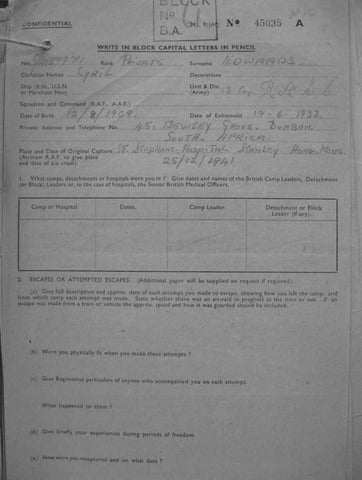 BLOCK
CONFIDENTIAL
No. 61
D.A.
No 45035 A
WRITE IN BLOCK CAPITAL LETTERS IN PENCIL
No. Rank PRIVATE Surname EDWARDS.
Christian Names CYRIL Decorations
Ship (R.N., U.S.N. or Merchant Navy) Unit & Div. (Army) 12 Coy.
Squadron and Command (R.A.F., A.A.F.)
Date of Birth 12/8/1909. Date of Enlistment 19-6-1933.
Private Address and Telephone No. 45. GROVE. DURBAN.
SOUTH. AFRICA.
Place and Date of Original Capture ST. STEPHENS. HOSPITAL STANLEY HONG. KONG.
(Aircrew R.A.F. to give place and date of a/c crash). 25/12/1941
1. What camps, detachments or hospitals were you in ? Give dates and names of the British Camp Leaders, Detachment (or Block) Leaders or, in the case of hospitals, the Senior British Medical Officers.
Camp or Hospital. Dates. Camp Leader. Detachment or Block Leader (if any).
2. ESCAPES OR ATTEMPTED ESCAPES. (Additional paper will be supplied on request if required).
(a) Give full description and approx. date of each attempt you made to escape, showing how you left the camp, and from which camp each attempt was made. State whether there was an air-raid in progress at the time or not. If an escape was made from a train or vehicle the approx. speed and how it was guarded should be included.
(b) Were you physically fit when you made these attempts ?
(c) Give Regimental particulars of anyone who accompanied you on each attempt.
What happened to them ?
(d) Give briefly your experiences during periods of freedom.
(e) How were you recaptured and on what date ?